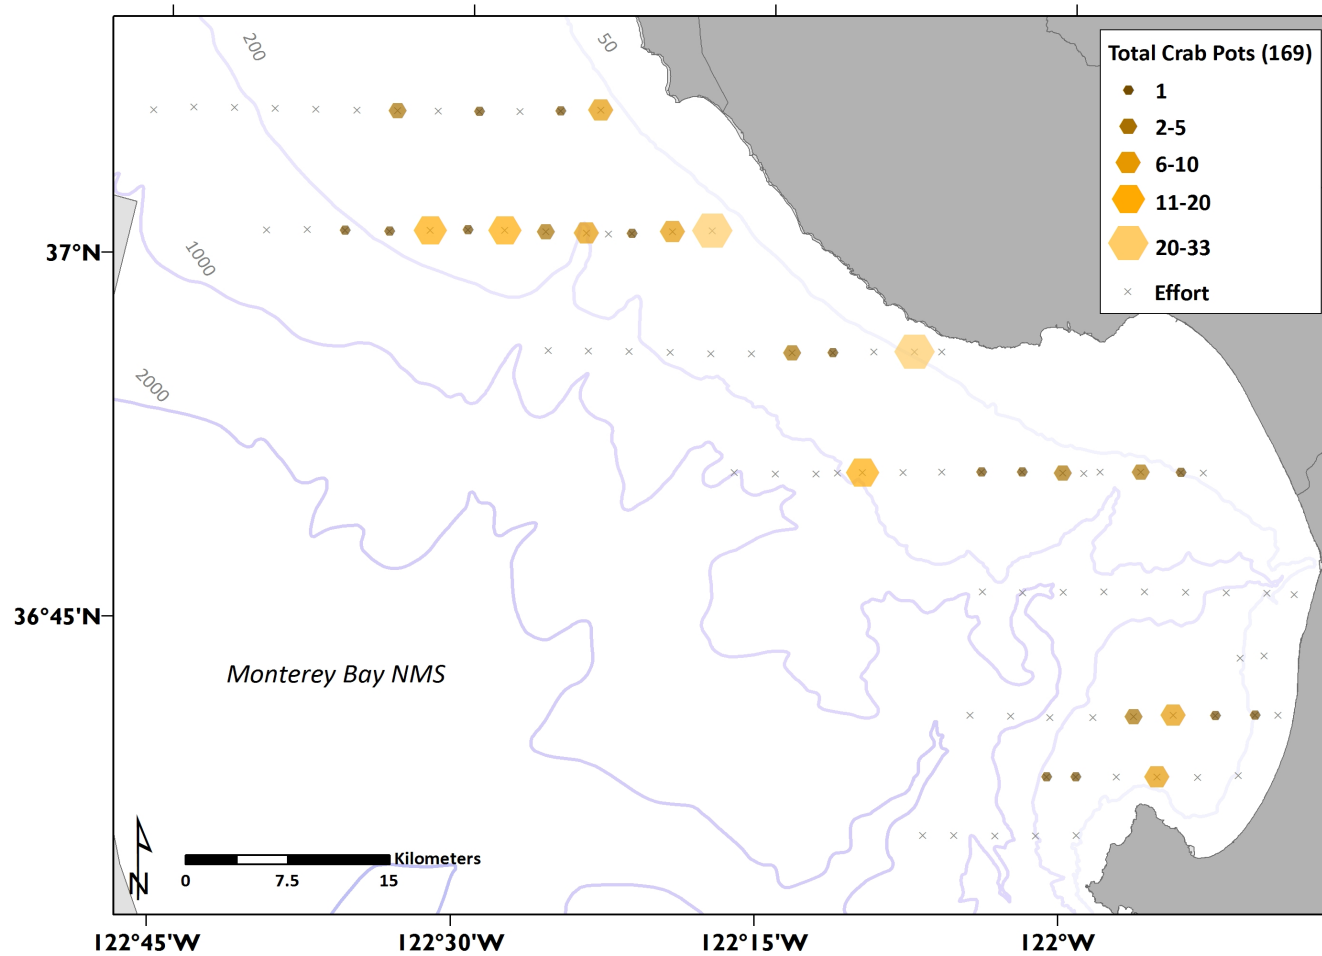 200
50
Total Crab Pots (169)
1
2-5
6-10
11-20
20-33
Effort
37°N
1000
2000
36°45'N
Monterey Bay NMS
N
Kilometers
0 7.5 15
122°45'W 122°30'W 122°15'W 122°W